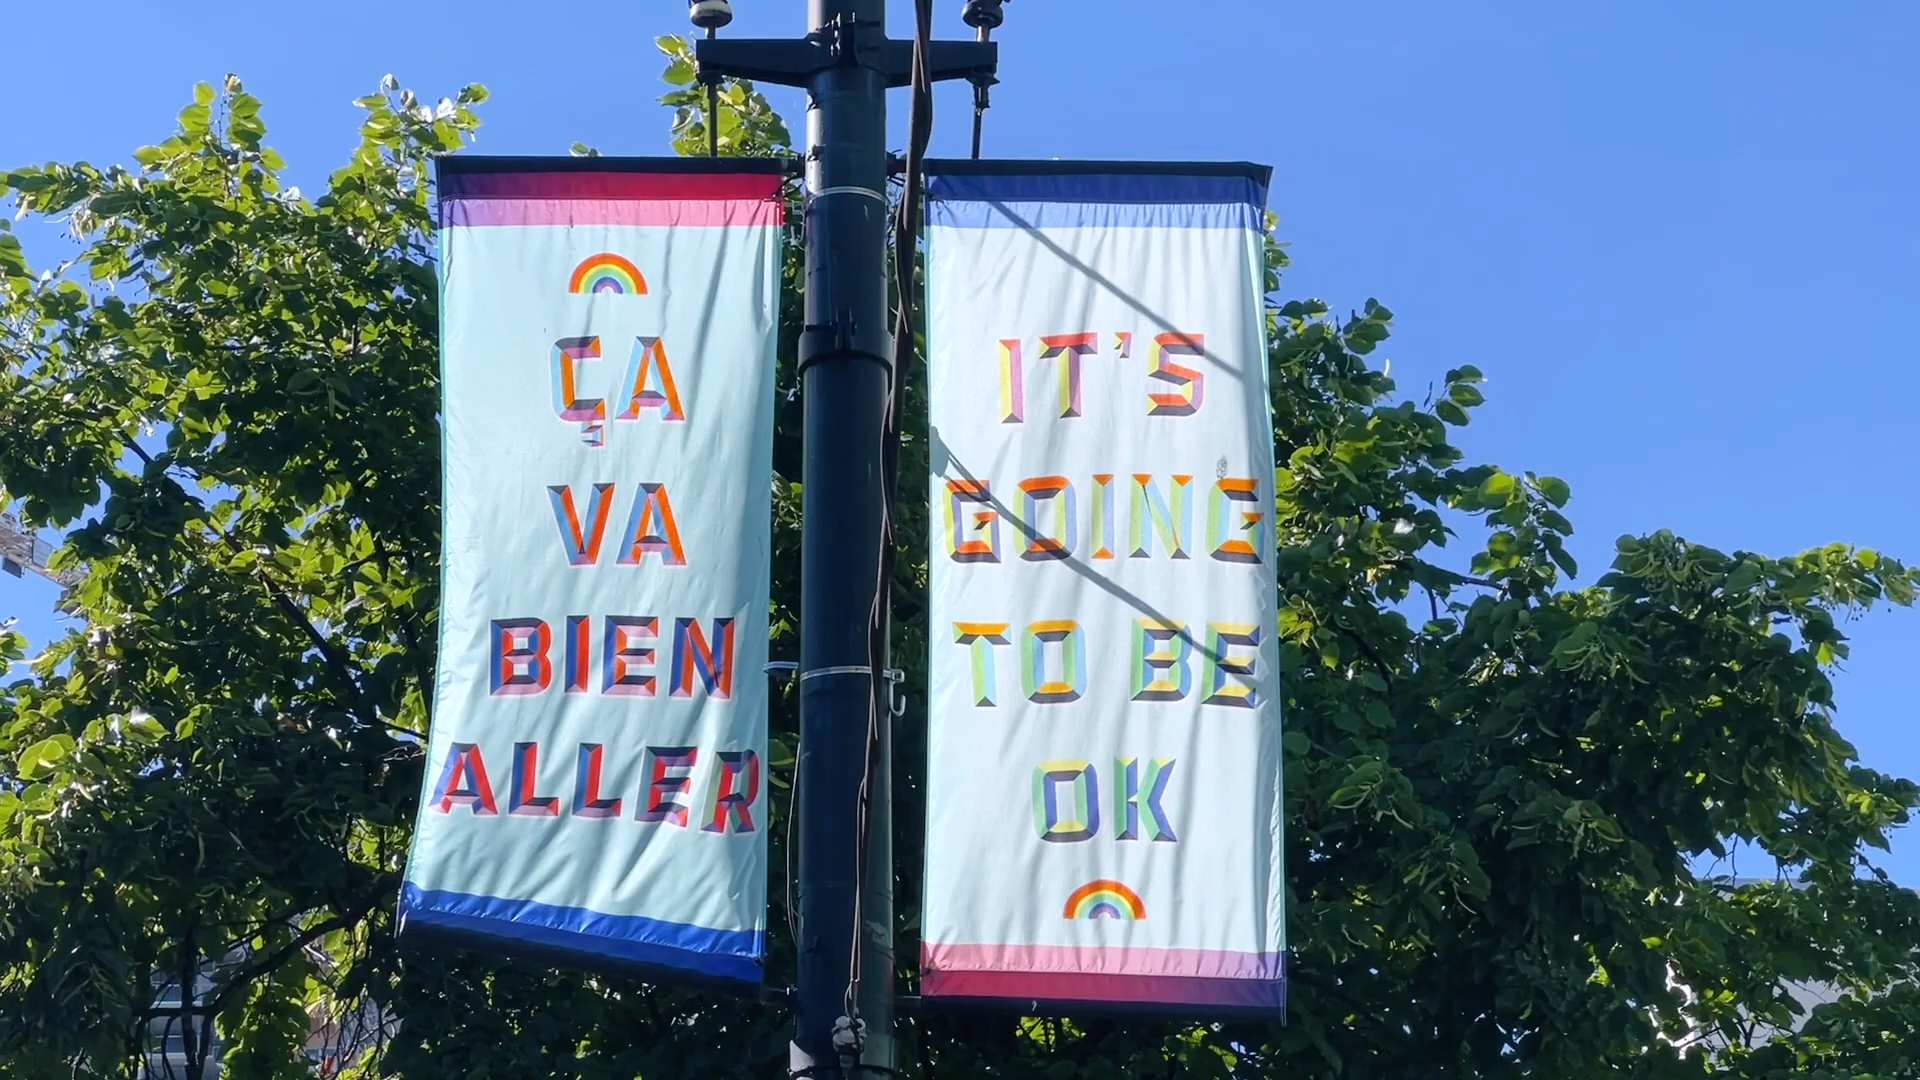 ÇA
VA
BIEN
ALLER
IT'S
GOING
TO BE
OK